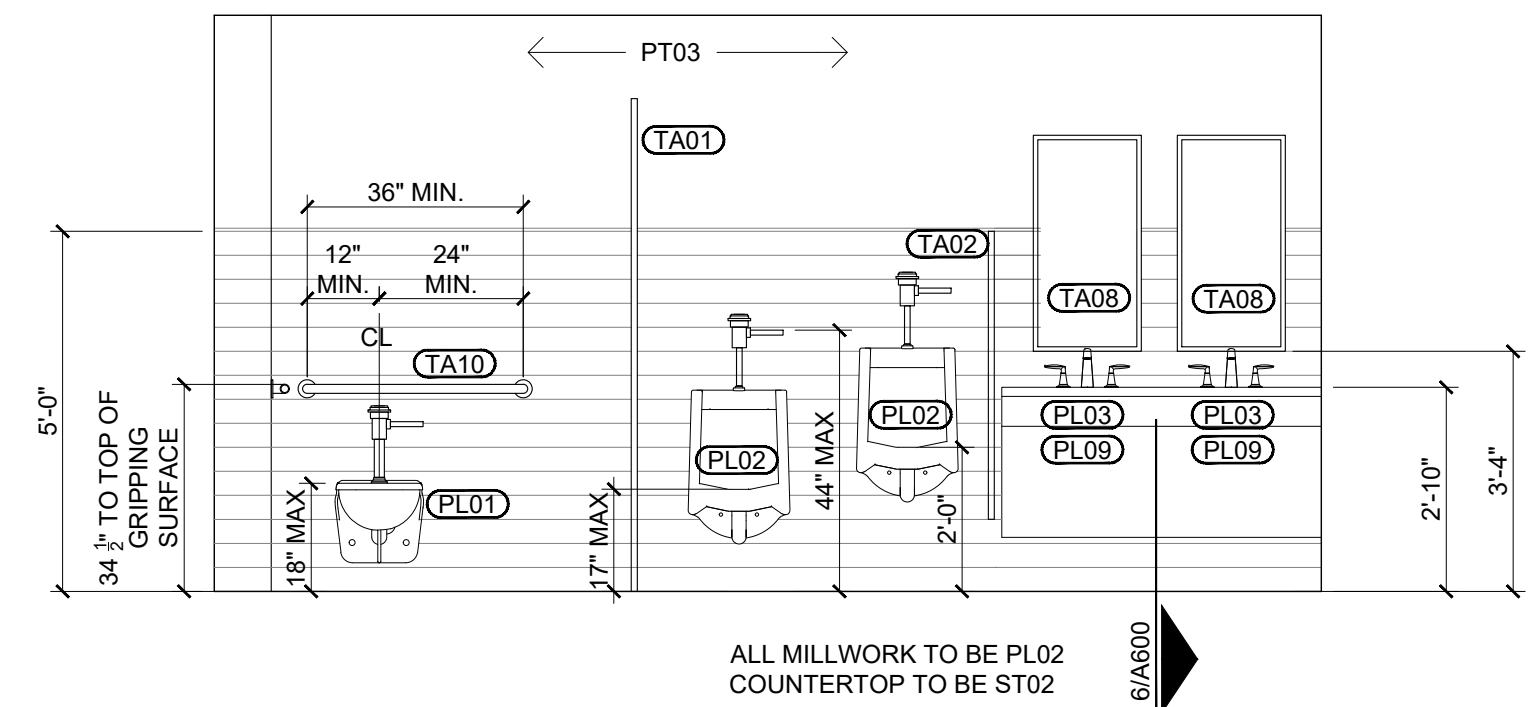 PT03
TA01
36" MIN.
12"
MIN.
24"
MIN.
TA02
TA08
TA08
CL
TA10
5'-0"
34 1/2" TO TOP OF
GRIPPING
SURFACE
PL02
PL02
44" MAX
PL03
PL03
PL09
PL09
18" MAX
PL01
17" MAX
2'-0"
2'-10"
3'-4"
ALL MILLWORK TO BE PL02
COUNTERTOP TO BE ST02
6/A600